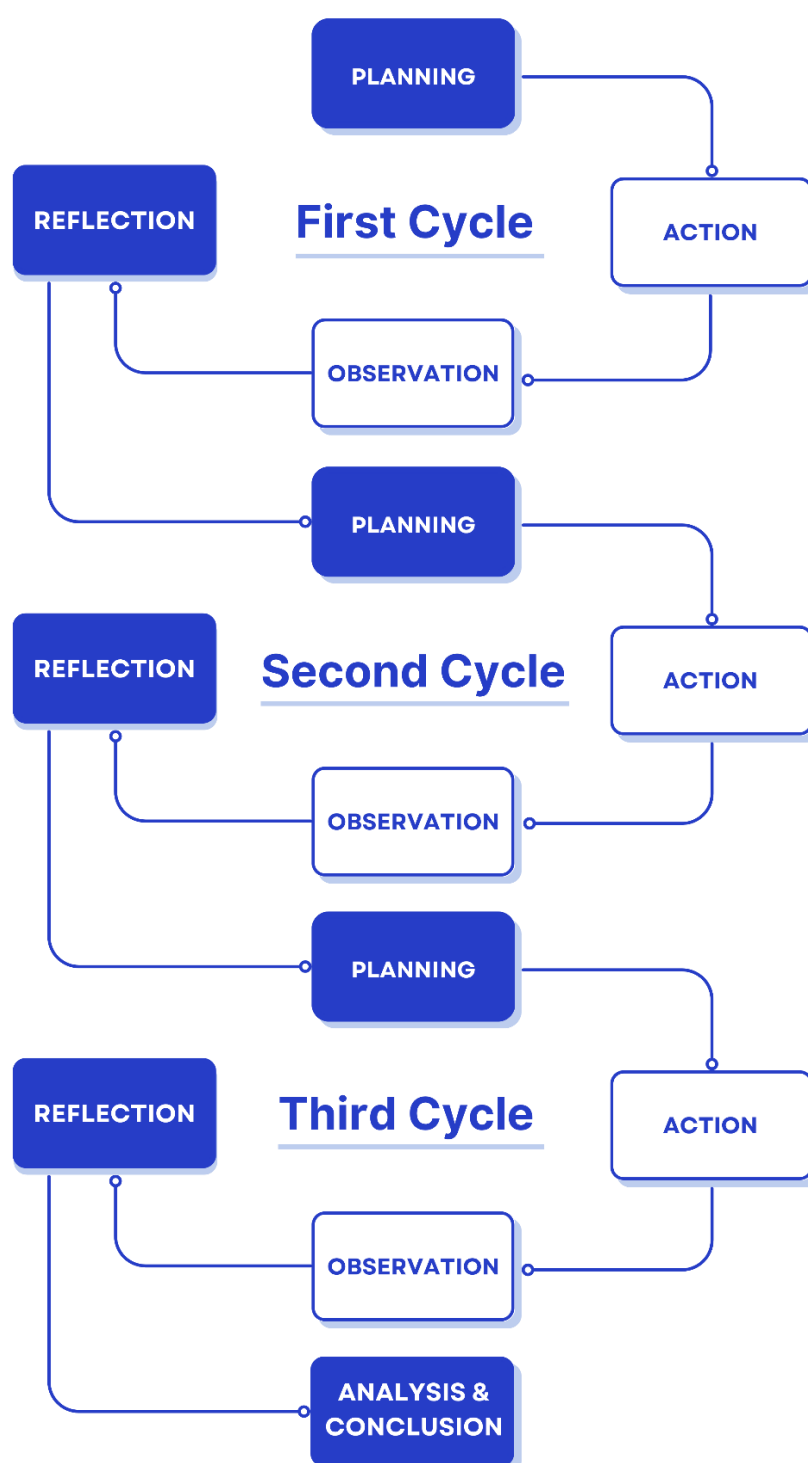 PLANNING
REFLECTION
First Cycle
ACTION
OBSERVATION
PLANNING
REFLECTION
Second Cycle
ACTION
OBSERVATION
PLANNING
REFLECTION
Third Cycle
ACTION
OBSERVATION
ANALYSIS &
CONCLUSION